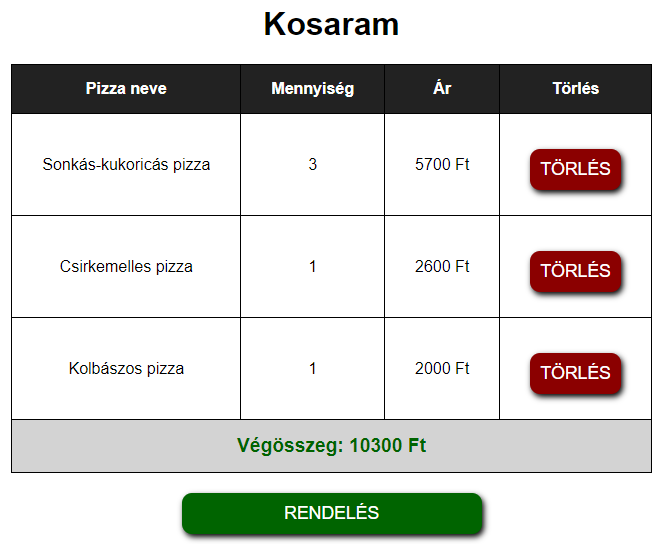 Kosaram
Pizza neve Mennyiség Ár Törlés
Sonkás-kukoricás pizza 3 5700 Ft TÖRLÉS
Csirkemelles pizza 1 2600 Ft TÖRLÉS
Kolbászos pizza 1 2000 Ft TÖRLÉS
Végösszeg: 10300 Ft
RENDELÉS